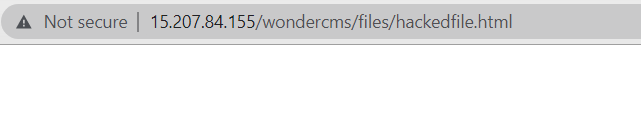 Not secure | 15.207.84.155/wondercms/files/hackedfile.html